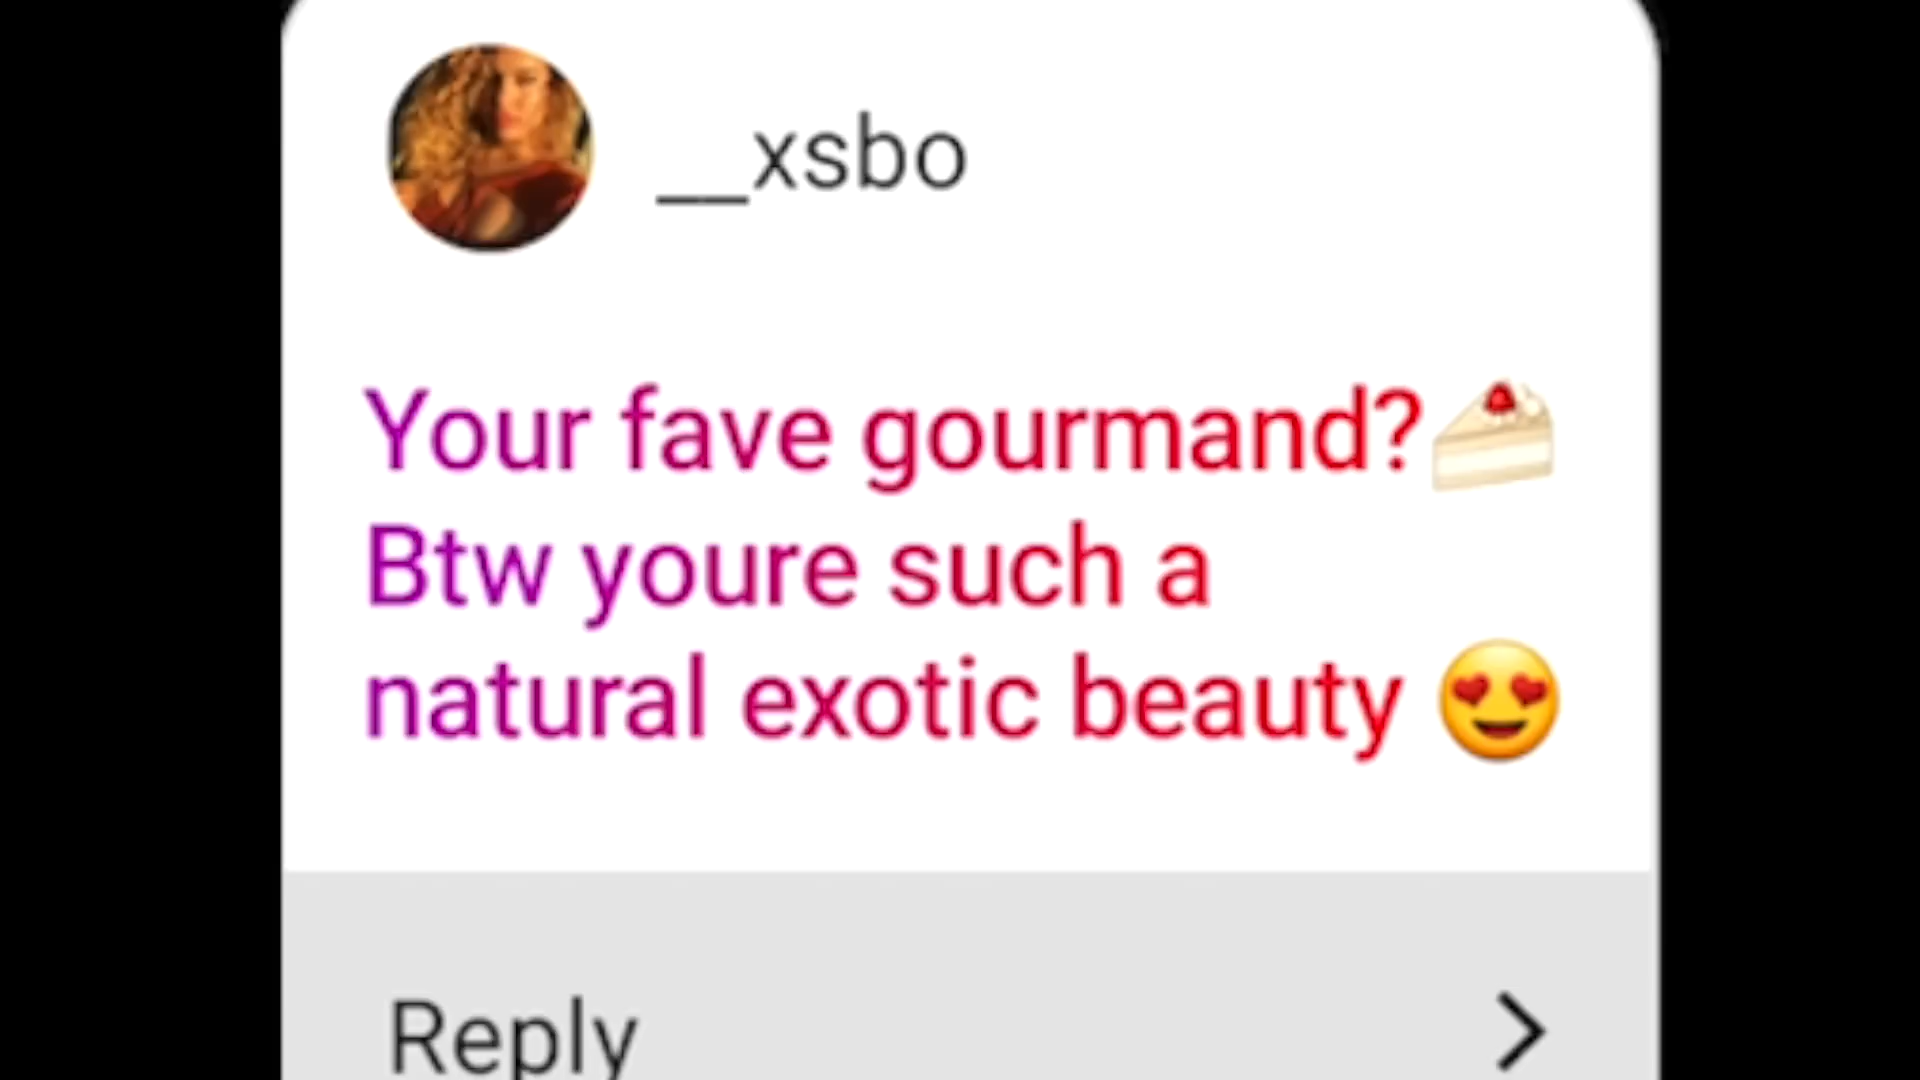 __xsbo
Your fave gourmand?🍰
Btw youre such a
natural exotic beauty 😍
Reply